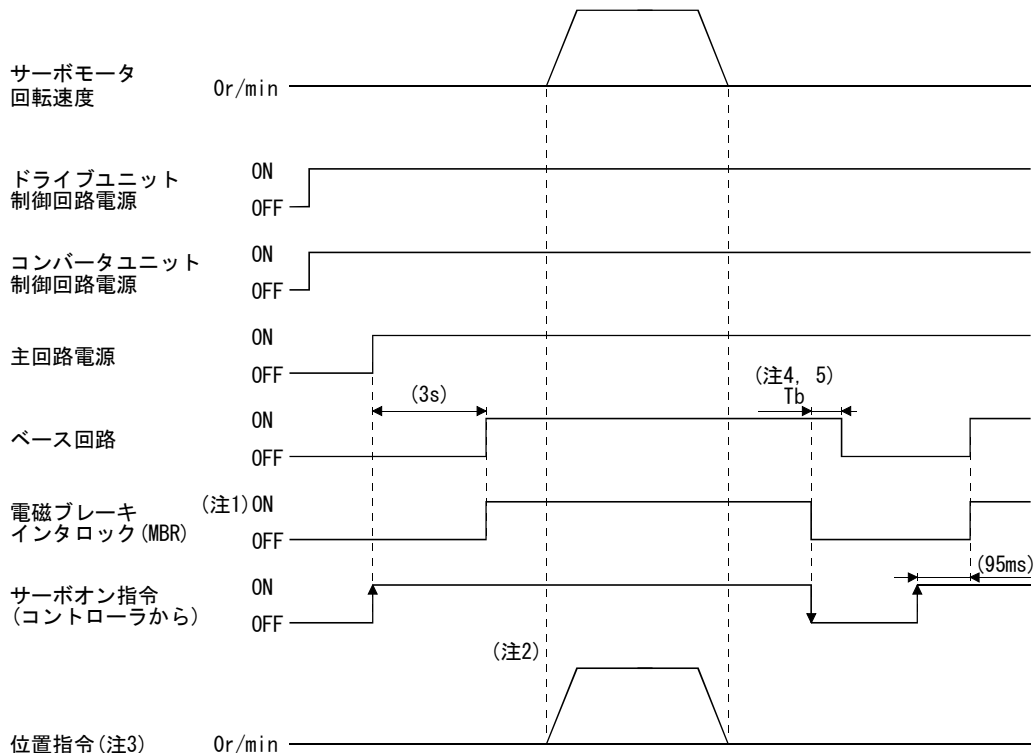 サーボモータ
回転速度
0r/min
ドライブユニット
制御回路電源
ON
OFF
コンバータユニット
制御回路電源
ON
OFF
主回路電源
ON
OFF
(3s)
(注4, 5)
Tb
ベース回路
ON
OFF
電磁ブレーキ
インタロック(MBR)
(注1)ON
OFF
(95ms)
サーボオン指令
(コントローラから)
ON
OFF
(注2)
位置指令(注3)
0r/min